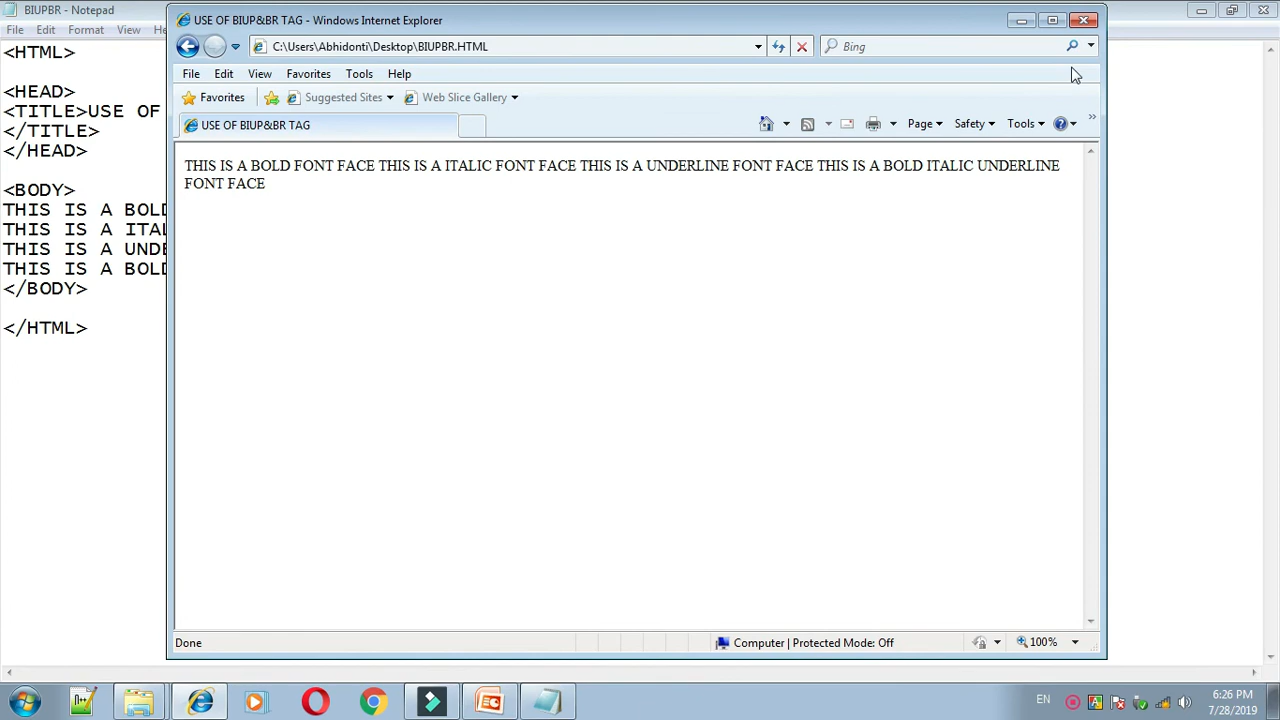 BIUPBR - Notepad
File Edit Format View He
<HTML>
<HEAD>
<TITLE>USE OF
</TITLE>
</HEAD>
<BODY>
THIS IS A BOLD
THIS IS A ITAL
THIS IS A UNDE
THIS IS A BOLD
</BODY>
</HTML>
USE OF BIUP&BR TAG - Windows Internet Explorer
C:\Users\Abhidonti\Desktop\BIUPBR.HTML
Bing
File Edit View Favorites Tools Help
Favorites Suggested Sites Web Slice Gallery
USE OF BIUP&BR TAG
Page Safety Tools
THIS IS A BOLD FONT FACE THIS IS A ITALIC FONT FACE THIS IS A UNDERLINE FONT FACE THIS IS A BOLD ITALIC UNDERLINE
FONT FACE
Done
Computer | Protected Mode: Off
100%
EN
6:26 PM
7/28/2019